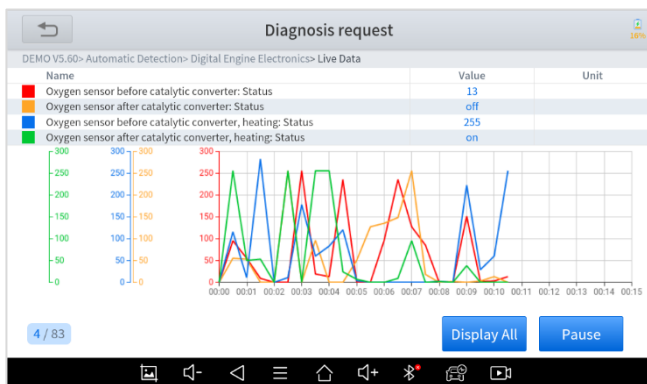 Diagnosis request
18%
DEMO V5.60> Automatic Detection> Digital Engine Electronics> Live Data
Name Value Unit
Oxygen sensor before catalytic converter: Status 13
Oxygen sensor after catalytic converter: Status off
Oxygen sensor before catalytic converter, heating: Status 255
Oxygen sensor after catalytic converter, heating: Status on
300 300 300 300
250 250 250 250
200 200 200 200
150 150 150 150
100 100 100 100
50 50 50 50
0 0 0 0
00:00 00:01 00:02 00:03 00:04 00:05 00:06 00:07 00:08 00:09 00:10 00:11 00:12 00:13 00:14 00:15
4 / 83
Display All
Pause